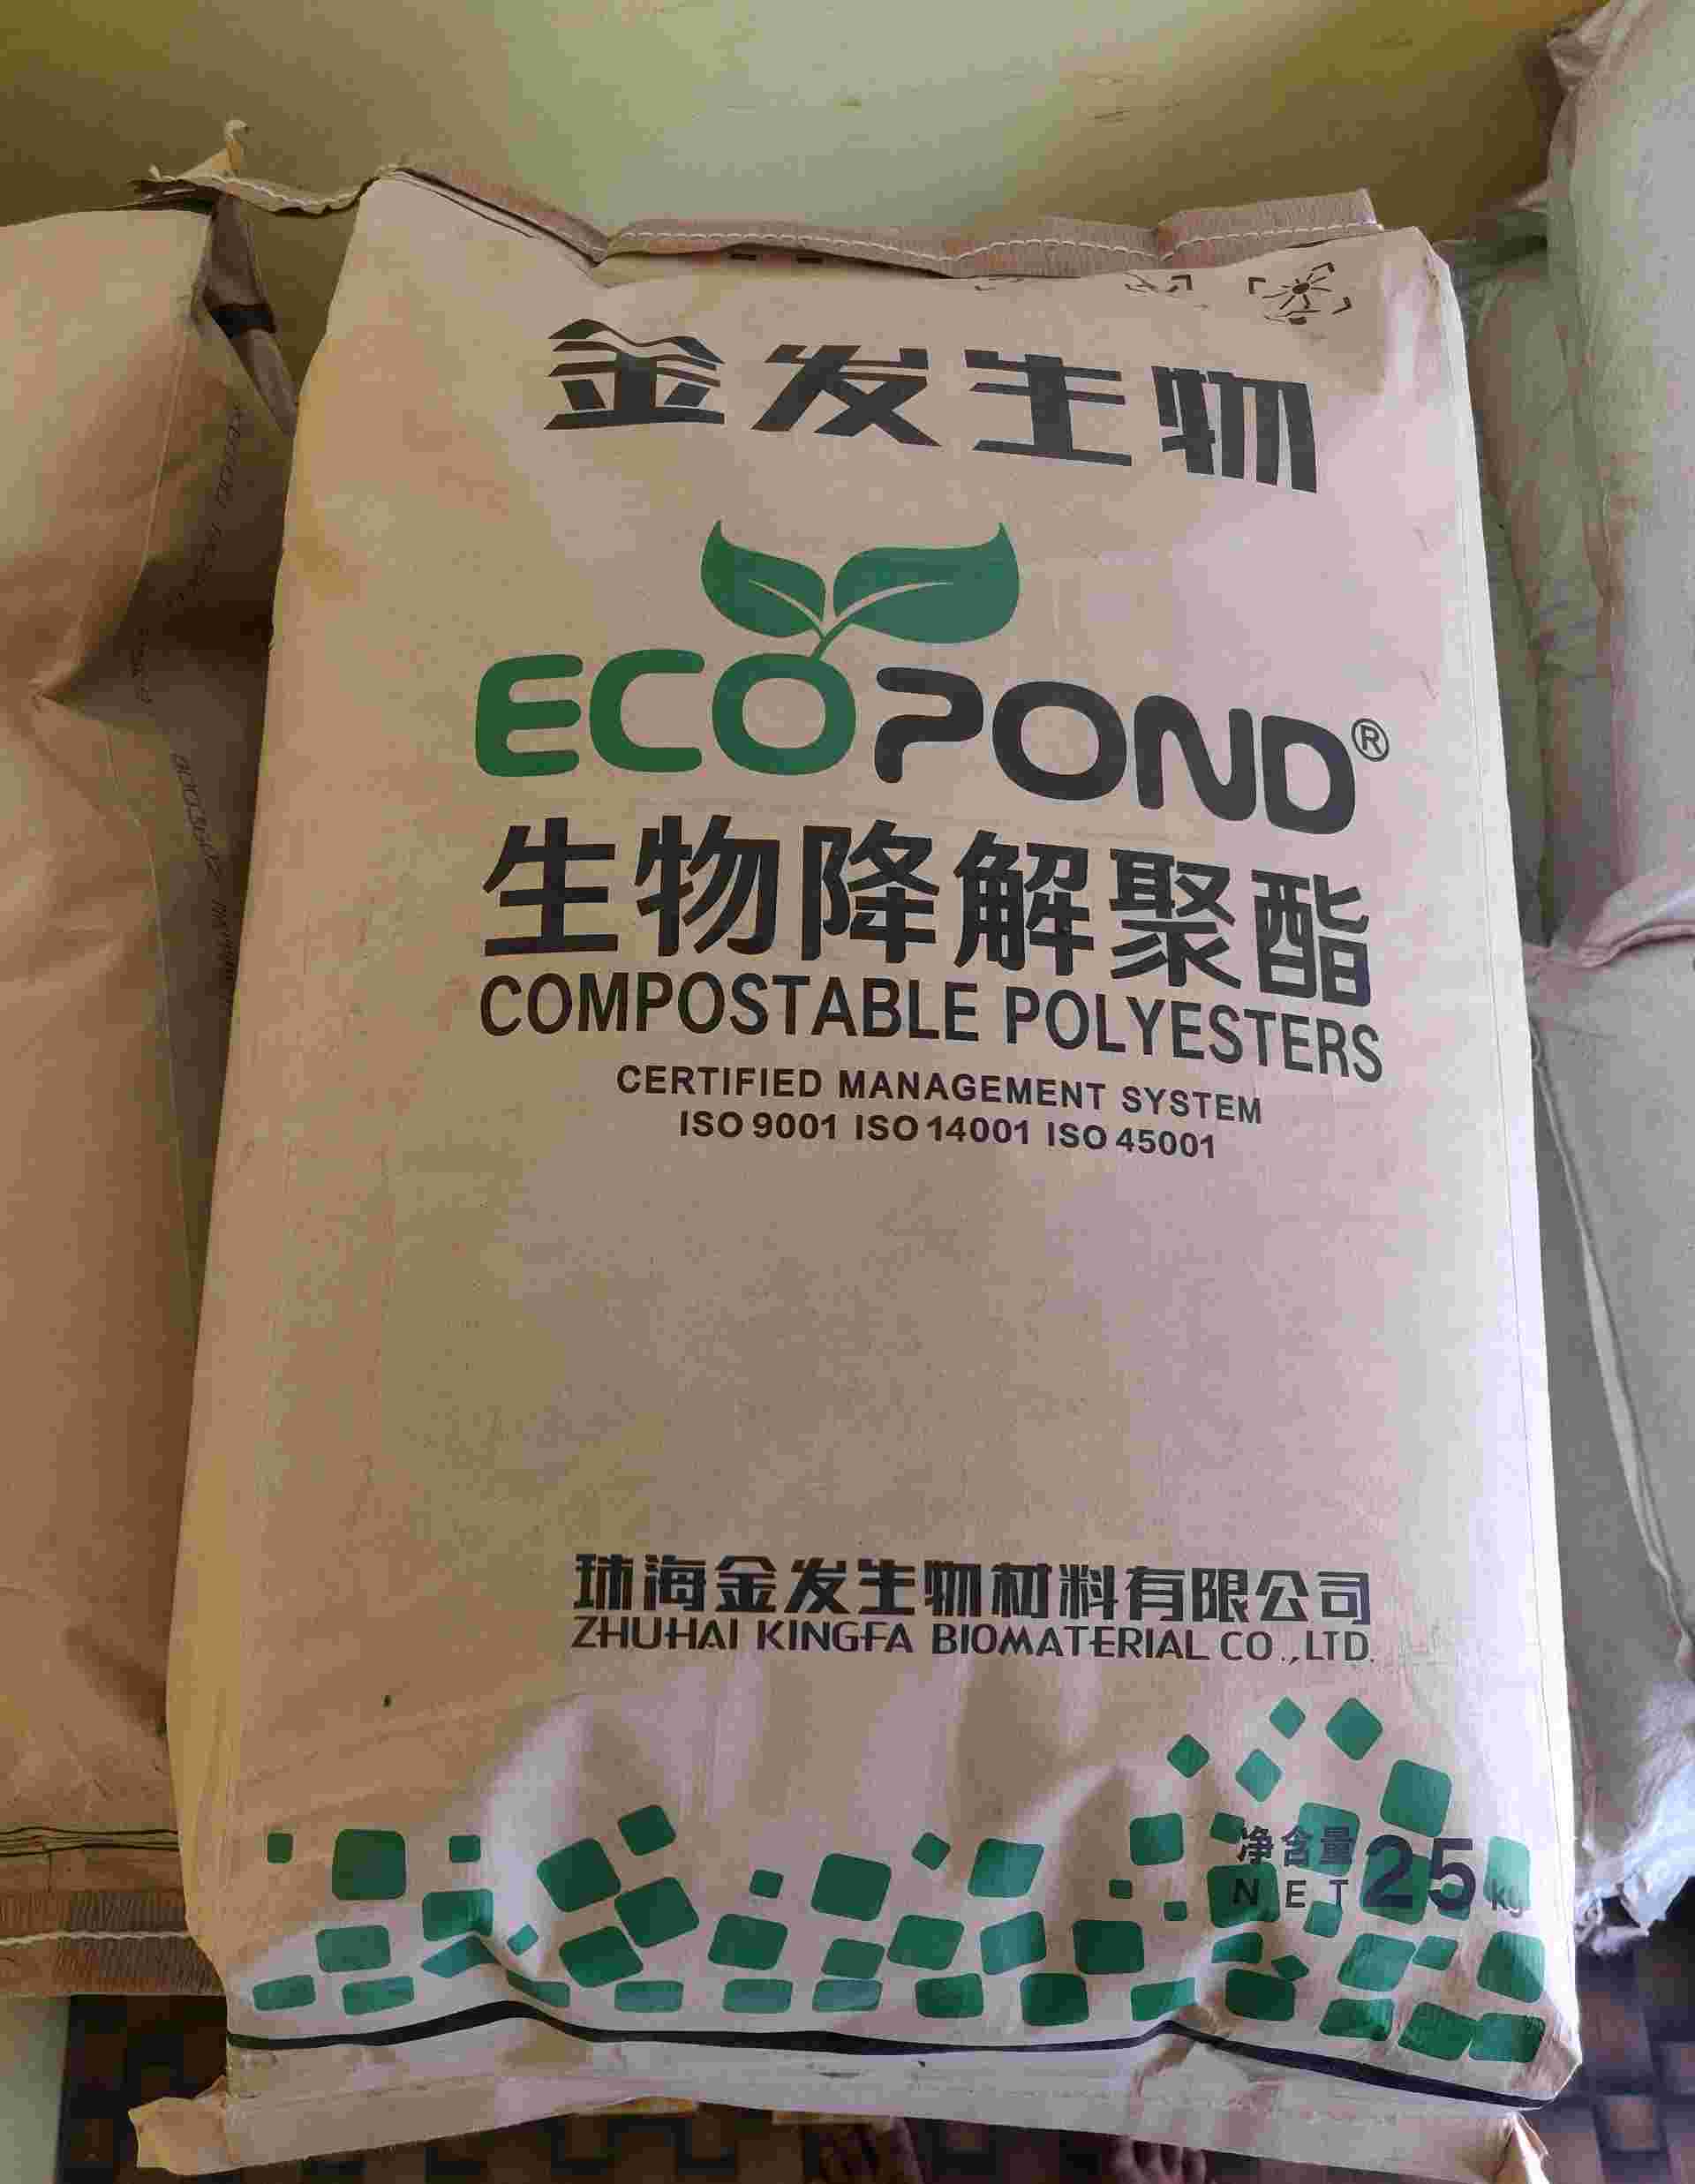 金发生物
ECOPOND®
生物降解聚酯
COMPOSTABLE POLYESTERS
CERTIFIED MANAGEMENT SYSTEM
ISO 9001 ISO 14001 ISO 45001
珠海金发生物材料有限公司
ZHUHAI KINGFA BIOMATERIAL CO.,LTD.
净含量 25 kg
NET